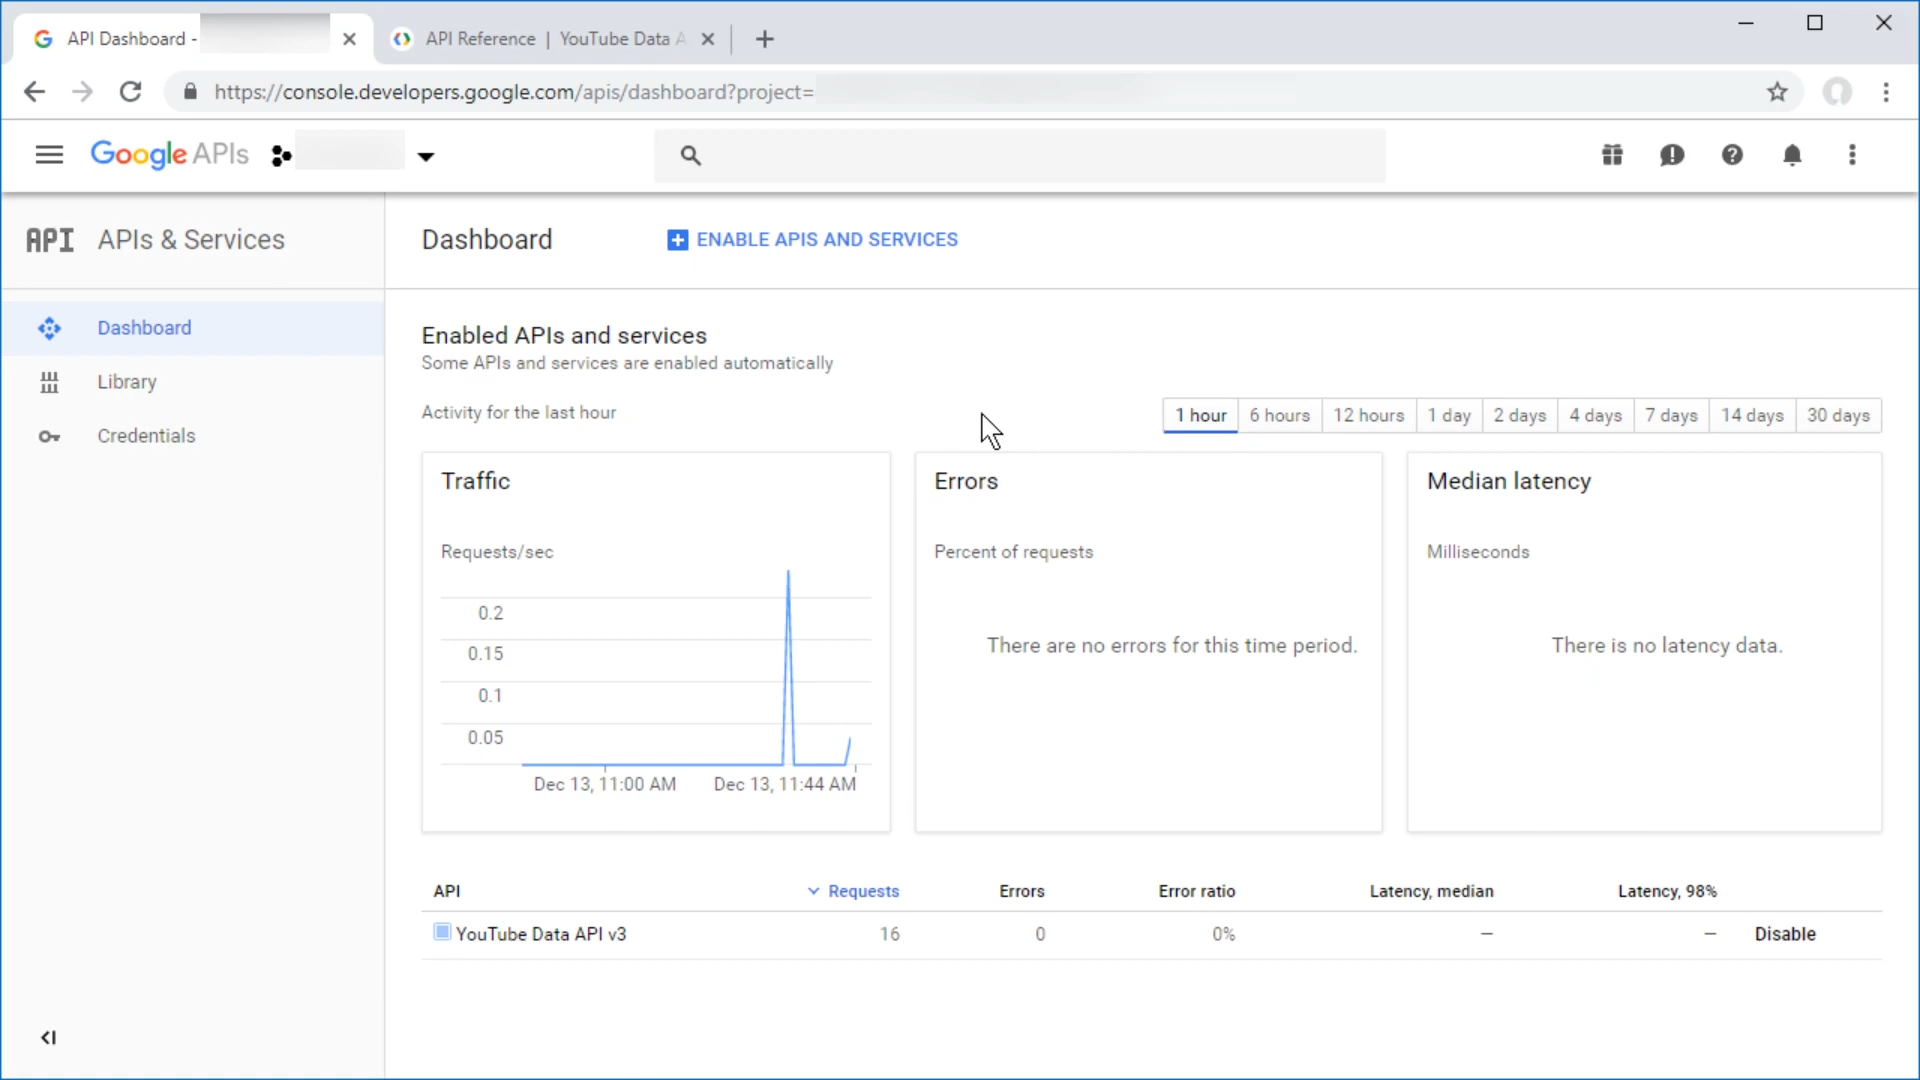 API Dashboard -
API Reference | YouTube Data A
https://console.developers.google.com/apis/dashboard?project=
Google APIs
API APIs & Services
Dashboard
ENABLE APIS AND SERVICES
Dashboard
Library
Credentials
Enabled APIs and services
Some APIs and services are enabled automatically
Activity for the last hour
1 hour 6 hours 12 hours 1 day 2 days 4 days 7 days 14 days 30 days
Traffic
Requests/sec
0.2
0.15
0.1
0.05
Dec 13, 11:00 AM Dec 13, 11:44 AM
Errors
Percent of requests
There are no errors for this time period.
Median latency
Milliseconds
There is no latency data.
API Requests Errors Error ratio Latency, median Latency, 98%
YouTube Data API v3 16 0 0% — — Disable